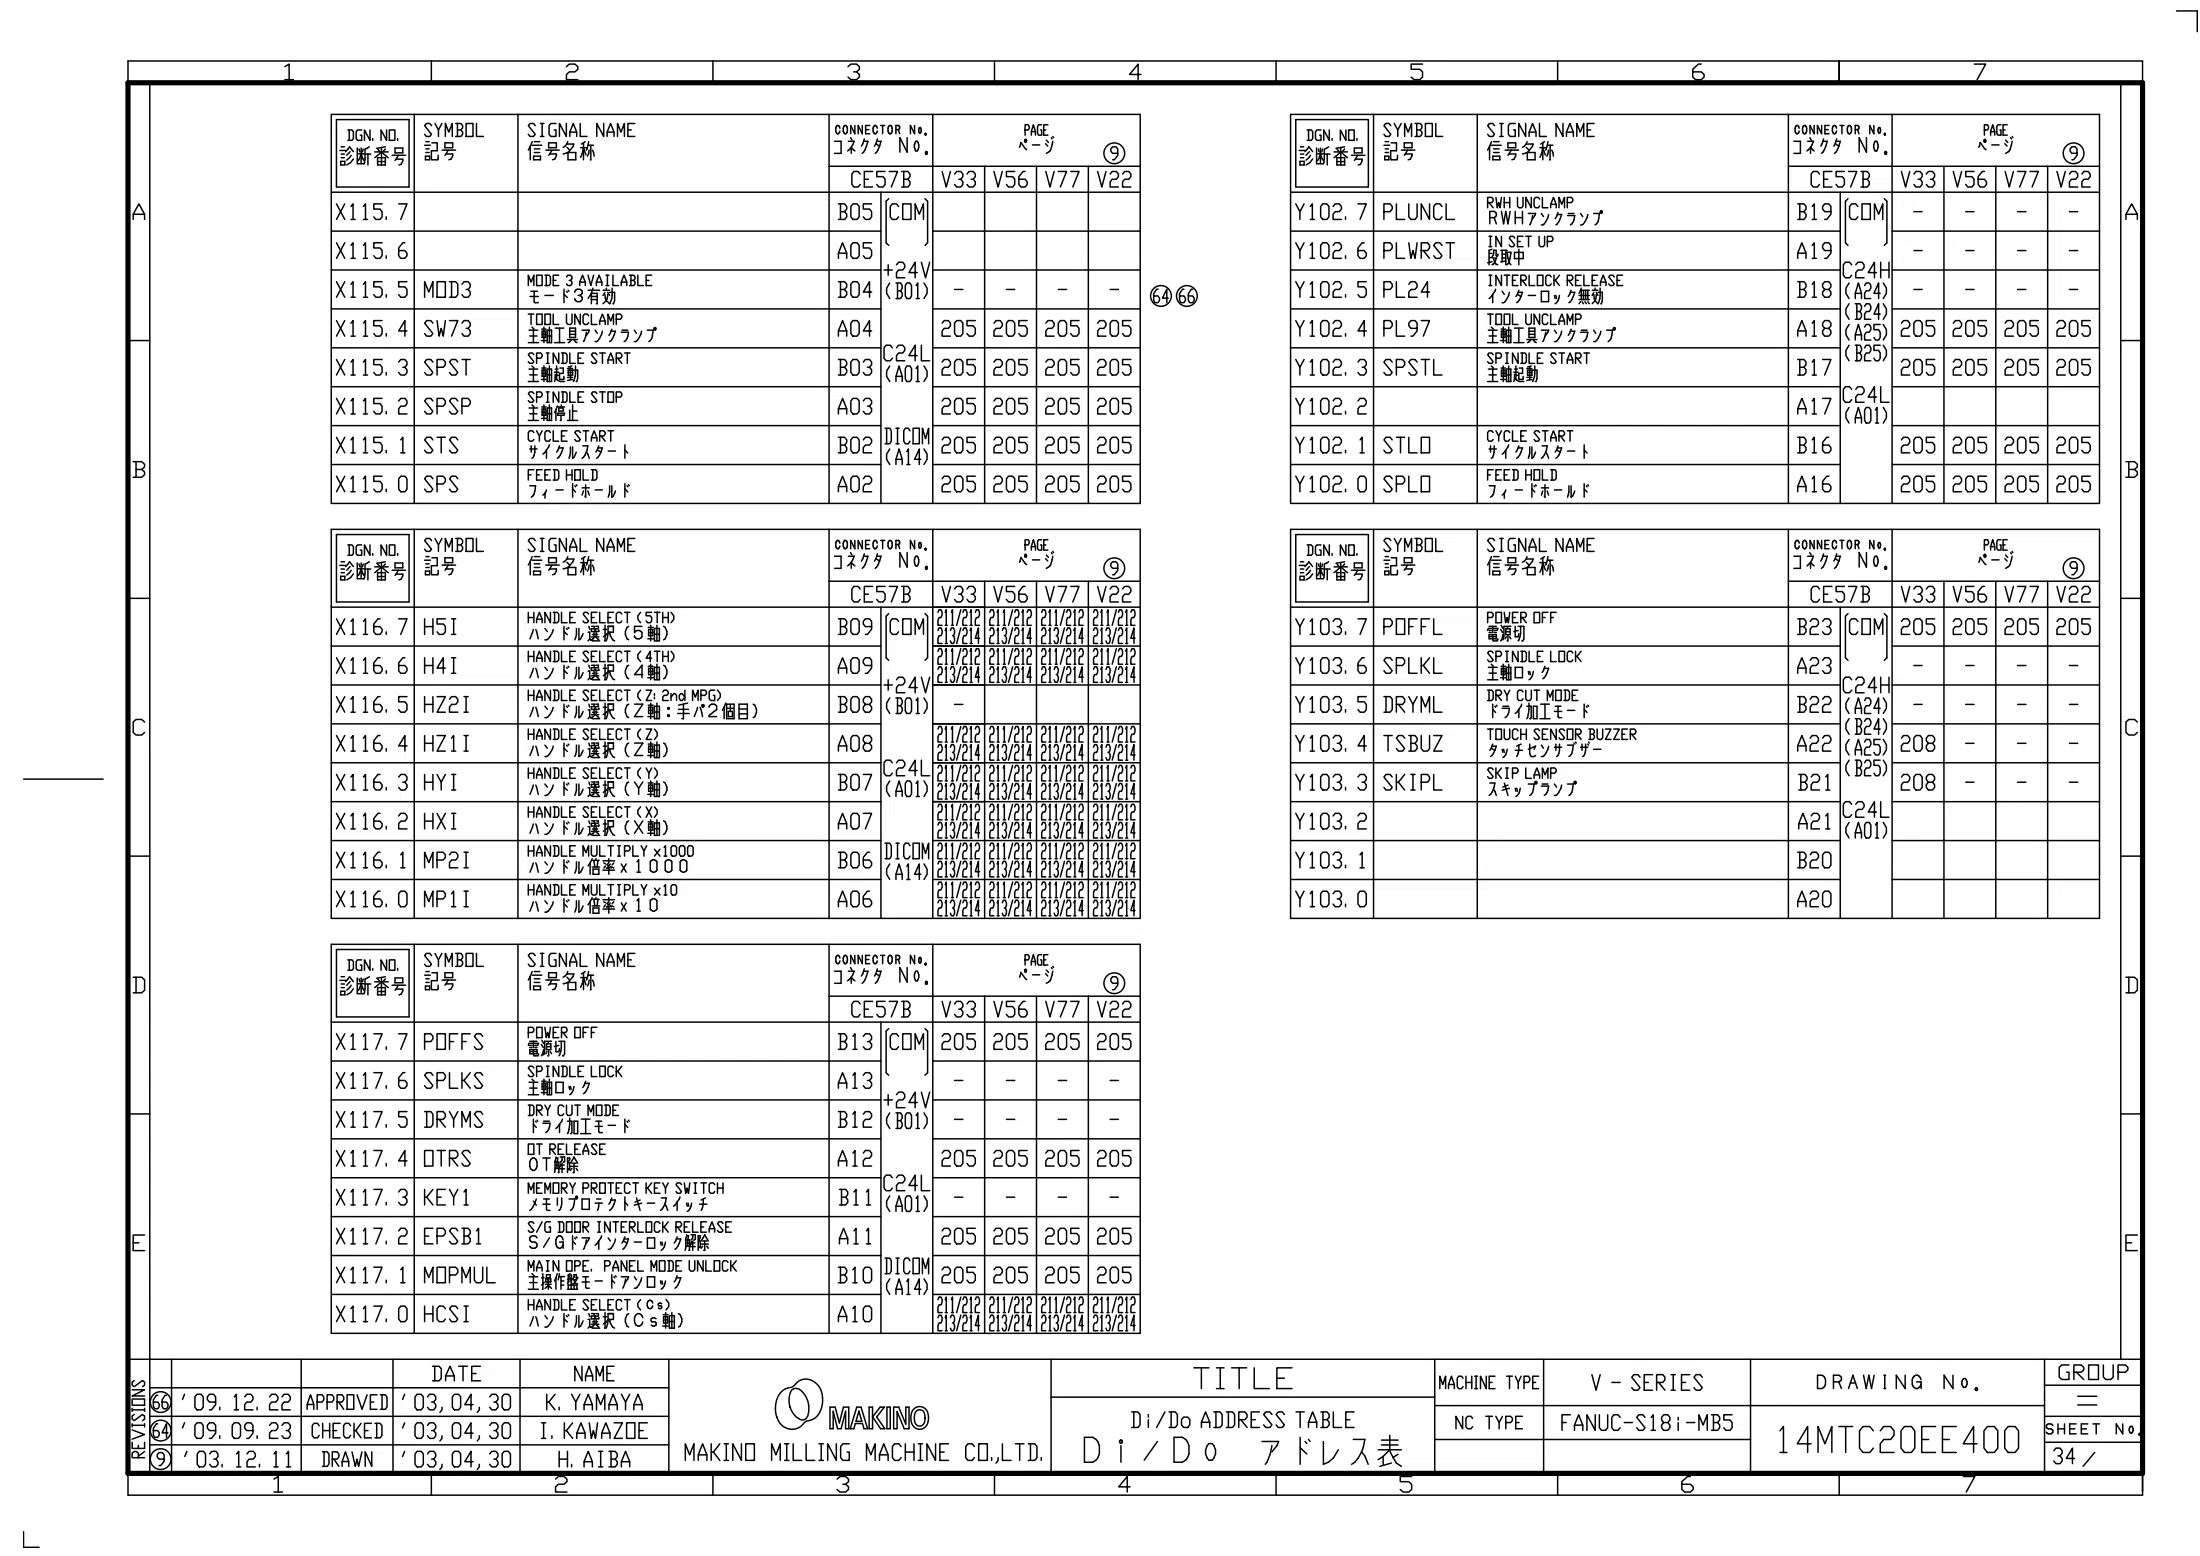 1 2 3 4 5 6 7
A B C D E
DGN. NO. SYMBOL SIGNAL NAME CONNECTOR No. PAGE
診断番号 記号 信号名称 コネクタ No. ページ ⑨
CE57B V33 V56 V77 V22
X115. 7 B05 (COM)
X115. 6 A05
+24V
X115. 5 MOD3 MODE 3 AVAILABLE B04 (B01) - - - - 64 66
モード3有効
X115. 4 SW73 TOOL UNCLAMP A04 205 205 205 205
主軸工具アンクランプ
C24L
X115. 3 SPST SPINDLE START B03 (A01) 205 205 205 205
主軸起動
X115. 2 SPSP SPINDLE STOP A03 205 205 205 205
主軸停止
X115. 1 STS CYCLE START B02 DICOM 205 205 205 205
サイクルスタート (A14)
X115. 0 SPS FEED HOLD A02 205 205 205 205
フィードホールド
DGN. NO. SYMBOL SIGNAL NAME CONNECTOR No. PAGE
診断番号 記号 信号名称 コネクタ No. ページ ⑨
CE57B V33 V56 V77 V22
X116. 7 H5I HANDLE SELECT (5TH) B09 (COM) 211/212 211/212 211/212 211/212
ハンドル選択(5軸) 213/214 213/214 213/214 213/214
X116. 6 H4I HANDLE SELECT (4TH) A09 211/212 211/212 211/212 211/212
ハンドル選択(4軸) 213/214 213/214 213/214 213/214
+24V
X116. 5 HZ2I HANDLE SELECT (Z: 2nd MPG) B08 (B01) -
ハンドル選択(Z軸:手パ2個目)
X116. 4 HZ1I HANDLE SELECT (Z) A08 211/212 211/212 211/212 211/212
ハンドル選択(Z軸) 213/214 213/214 213/214 213/214
C24L
X116. 3 HYI HANDLE SELECT (Y) B07 (A01) 211/212 211/212 211/212 211/212
ハンドル選択(Y軸) 213/214 213/214 213/214 213/214
X116. 2 HXI HANDLE SELECT (X) A07 211/212 211/212 211/212 211/212
ハンドル選択(X軸) 213/214 213/214 213/214 213/214
X116. 1 MP2I HANDLE MULTIPLY x1000 B06 DICOM 211/212 211/212 211/212 211/212
ハンドル倍率x1000 (A14) 213/214 213/214 213/214 213/214
X116. 0 MP1I HANDLE MULTIPLY x10 A06 211/212 211/212 211/212 211/212
ハンドル倍率x10 213/214 213/214 213/214 213/214
DGN. NO. SYMBOL SIGNAL NAME CONNECTOR No. PAGE
診断番号 記号 信号名称 コネクタ No. ページ ⑨
CE57B V33 V56 V77 V22
X117. 7 POFFS POWER OFF B13 (COM) 205 205 205 205
電源切
X117. 6 SPLKS SPINDLE LOCK A13 - - - -
主軸ロック
+24V
X117. 5 DRYMS DRY CUT MODE B12 (B01) - - - -
ドライ加工モード
X117. 4 OTRS OT RELEASE A12 205 205 205 205
OT解除
C24L
X117. 3 KEY1 MEMORY PROTECT KEY SWITCH B11 (A01) - - - -
メモリプロテクトキースイッチ
X117. 2 EPSB1 S/G DOOR INTERLOCK RELEASE A11 205 205 205 205
S/Gドアインターロック解除
X117. 1 MOPMUL MAIN OPE. PANEL MODE UNLOCK B10 DICOM 205 205 205 205
主操作盤モードアンロック (A14)
X117. 0 HCSI HANDLE SELECT (Cs) A10 211/212 211/212 211/212 211/212
ハンドル選択(Cs軸) 213/214 213/214 213/214 213/214
DGN. NO. SYMBOL SIGNAL NAME CONNECTOR No. PAGE
診断番号 記号 信号名称 コネクタ No. ページ ⑨
CE57B V33 V56 V77 V22
Y102. 7 PLUNCL RWH UNCLAMP B19 (COM) - - - -
RWHアンクランプ
Y102. 6 PLWRST IN SET UP A19 - - - -
段取中
C24H
Y102. 5 PL24 INTERLOCK RELEASE B18 (A24) - - - -
インターロック無効 (B24)
Y102. 4 PL97 TOOL UNCLAMP A18 (A25) 205 205 205 205
主軸工具アンクランプ (B25)
Y102. 3 SPSTL SPINDLE START B17 205 205 205 205
主軸起動
C24L
Y102. 2 A17 (A01)
Y102. 1 STLO CYCLE START B16 205 205 205 205
サイクルスタート
Y102. 0 SPLO FEED HOLD A16 205 205 205 205
フィードホールド
DGN. NO. SYMBOL SIGNAL NAME CONNECTOR No. PAGE
診断番号 記号 信号名称 コネクタ No. ページ ⑨
CE57B V33 V56 V77 V22
Y103. 7 POFFL POWER OFF B23 (COM) 205 205 205 205
電源切
Y103. 6 SPLKL SPINDLE LOCK A23 - - - -
主軸ロック
C24H
Y103. 5 DRYML DRY CUT MODE B22 (A24) - - - -
ドライ加工モード (B24)
Y103. 4 TSBUZ TOUCH SENSOR BUZZER A22 (A25) 208 - - -
タッチセンサブザー (B25)
Y103. 3 SKIPL SKIP LAMP B21 208 - - -
スキップランプ
C24L
Y103. 2 A21 (A01)
Y103. 1 B20
Y103. 0 A20
A B C D E
REVISIONS
DATE NAME
66 '09. 12. 22 APPROVED '03, 04, 30 K. YAMAYA
64 '09. 09. 23 CHECKED '03, 04, 30 I. KAWAZOE
⑨ '03. 12. 11 DRAWN '03, 04, 30 H. AIBA
MAKINO
MAKINO MILLING MACHINE CO.,LTD.
TITLE
Di/Do ADDRESS TABLE
Di/Do アドレス表
MACHINE TYPE V - SERIES
NC TYPE FANUC-S18i-MB5
DRAWING No.
14MTC20EE400
GROUP
=
SHEET No.
34 /
1 2 3 4 5 6 7